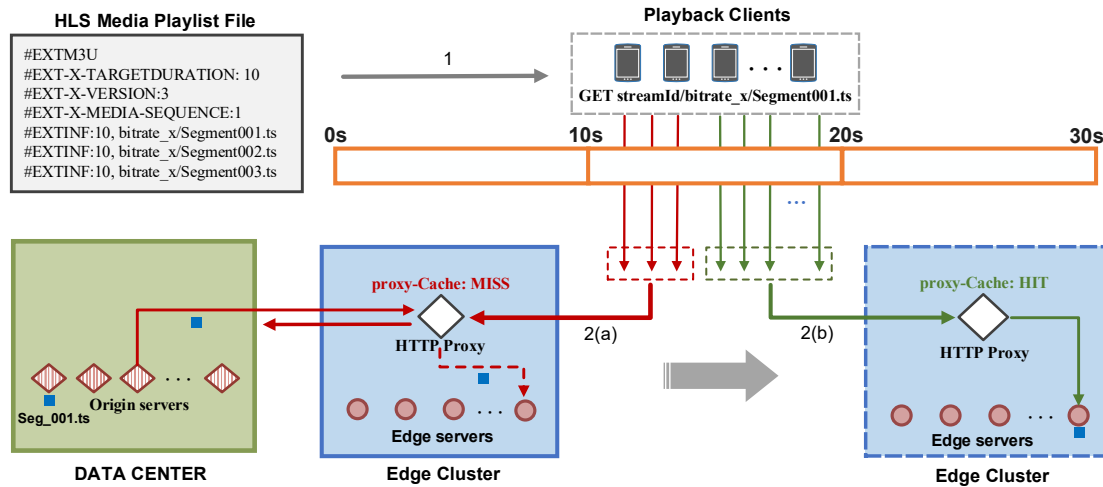 HLS Media Playlist File
#EXTM3U
#EXT-X-TARGETDURATION: 10
#EXT-X-VERSION:3
#EXT-X-MEDIA-SEQUENCE:1
#EXTINF:10, bitrate_x/Segment001.ts
#EXTINF:10, bitrate_x/Segment002.ts
#EXTINF:10, bitrate_x/Segment003.ts
1
Playback Clients
...
GET streamId/bitrate_x/Segment001.ts
0s 10s 20s 30s
...
proxy-Cache: MISS
HTTP Proxy
2(a)
2(b)
proxy-Cache: HIT
HTTP Proxy
...
Origin servers
Seg_001.ts
DATA CENTER
...
Edge servers
Edge Cluster
...
Edge servers
Edge Cluster